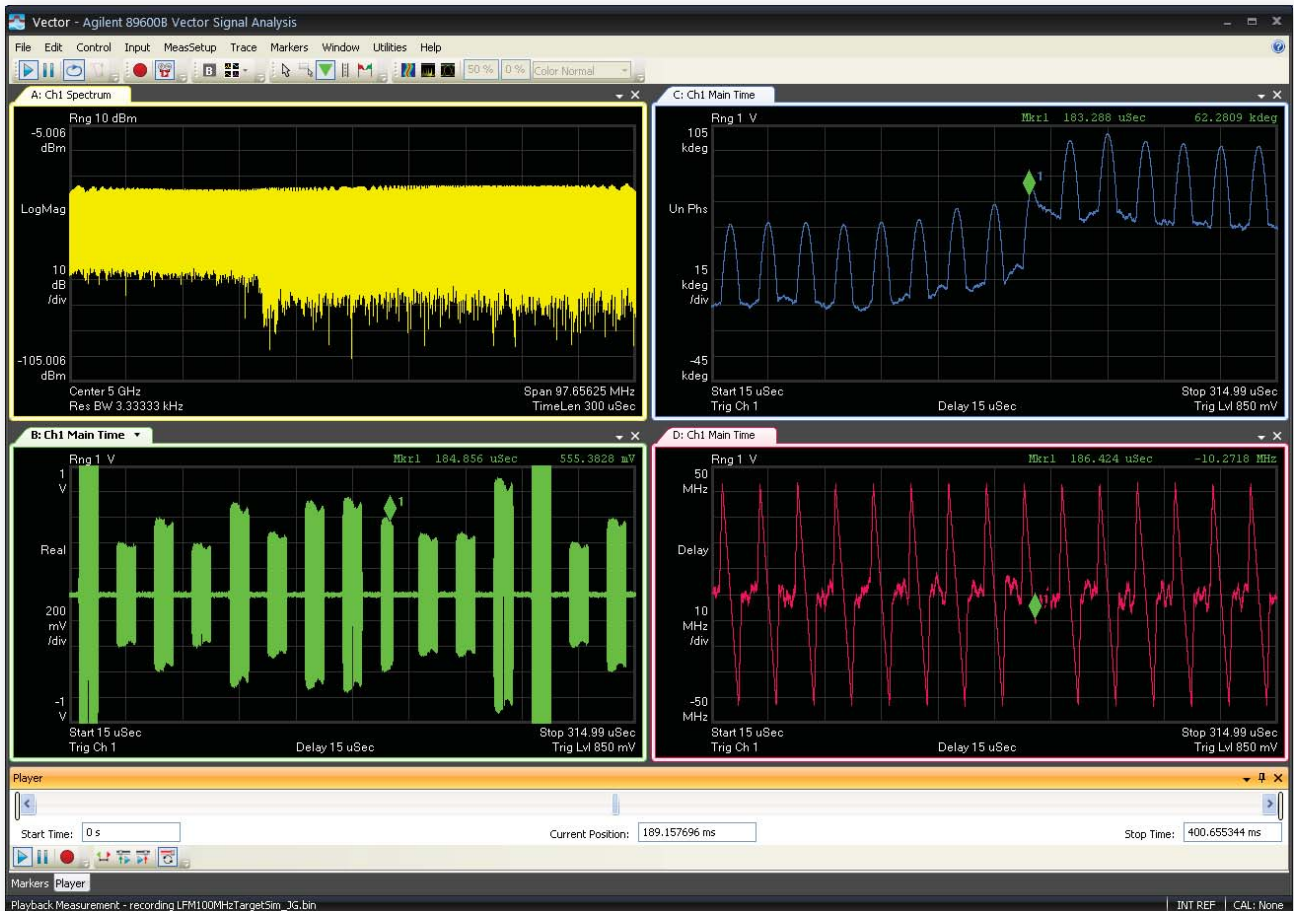 Vector - Agilent 89600B Vector Signal Analysis
File Edit Control Input MeasSetup Trace Markers Window Utilities Help
B 50 % 0 % Color Normal
A: Ch1 Spectrum
Rng 10 dBm
-5.006
dBm
LogMag
10
dB
/div
-105.006
dBm
Center 5 GHz Span 97.65625 MHz
Res BW 3.33333 kHz TimeLen 300 uSec
C: Ch1 Main Time
Rng 1 V Mkr1 183.288 uSec 62.2809 kdeg
105
kdeg
1
Un Phs
15
kdeg
/div
-45
kdeg
Start 15 uSec Stop 314.99 uSec
Trig Ch 1 Delay 15 uSec Trig Lvl 850 mV
B: Ch1 Main Time
Rng 1 V Mkr1 184.856 uSec 555.3828 mV
1
V
1
Real
200
mV
/div
-1
V
Start 15 uSec Stop 314.99 uSec
Trig Ch 1 Delay 15 uSec Trig Lvl 850 mV
D: Ch1 Main Time
Rng 1 V Mkr1 186.424 uSec -10.2718 MHz
50
MHz
Delay
1
10
MHz
/div
-50
MHz
Start 15 uSec Stop 314.99 uSec
Trig Ch 1 Delay 15 uSec Trig Lvl 850 mV
Player
Start Time: 0 s Current Position: 189.157696 ms Stop Time: 400.655344 ms
Markers Player
Playback Measurement - recording LFM100MHzTargetSim_JG.bin INT REF CAL: None